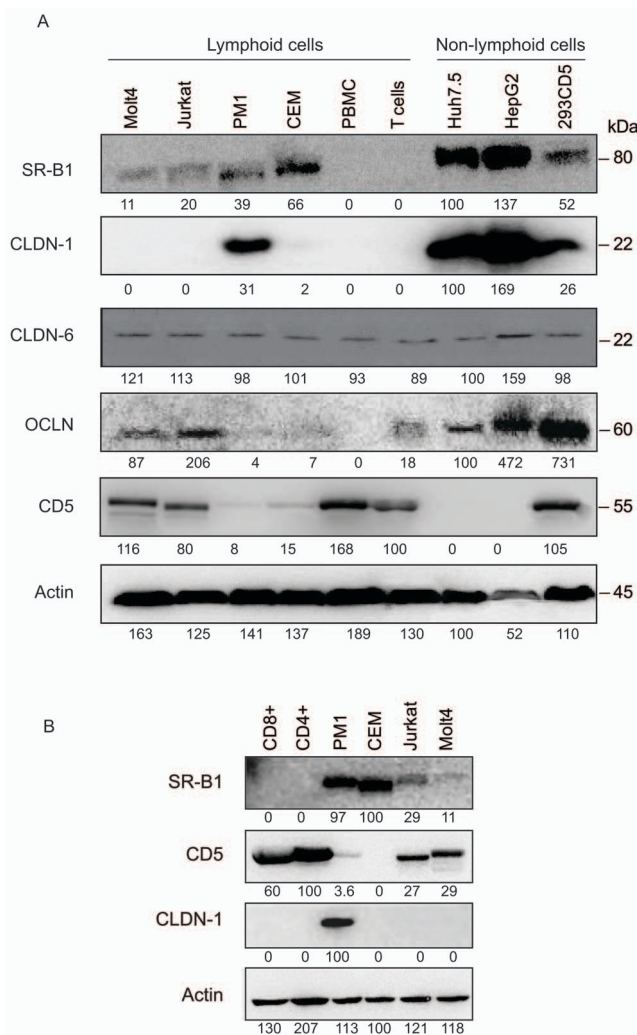 A
Lymphoid cells Non-lymphoid cells
Molt4 Jurkat PM1 CEM PBMC T cells Huh7.5 HepG2 293CD5
kDa
SR-B1 80
11 20 39 66 0 0 100 137 52
CLDN-1 22
0 0 31 2 0 0 100 169 26
CLDN-6 22
121 113 98 101 93 89 100 159 98
OCLN 60
87 206 4 7 0 18 100 472 731
CD5 55
116 80 8 15 168 100 0 0 105
Actin 45
163 125 141 137 189 130 100 52 110
B
CD8+ CD4+ PM1 CEM Jurkat Molt4
SR-B1
0 0 97 100 29 11
CD5
60 100 3.6 0 27 29
CLDN-1
0 0 100 0 0 0
Actin
130 207 113 100 121 118